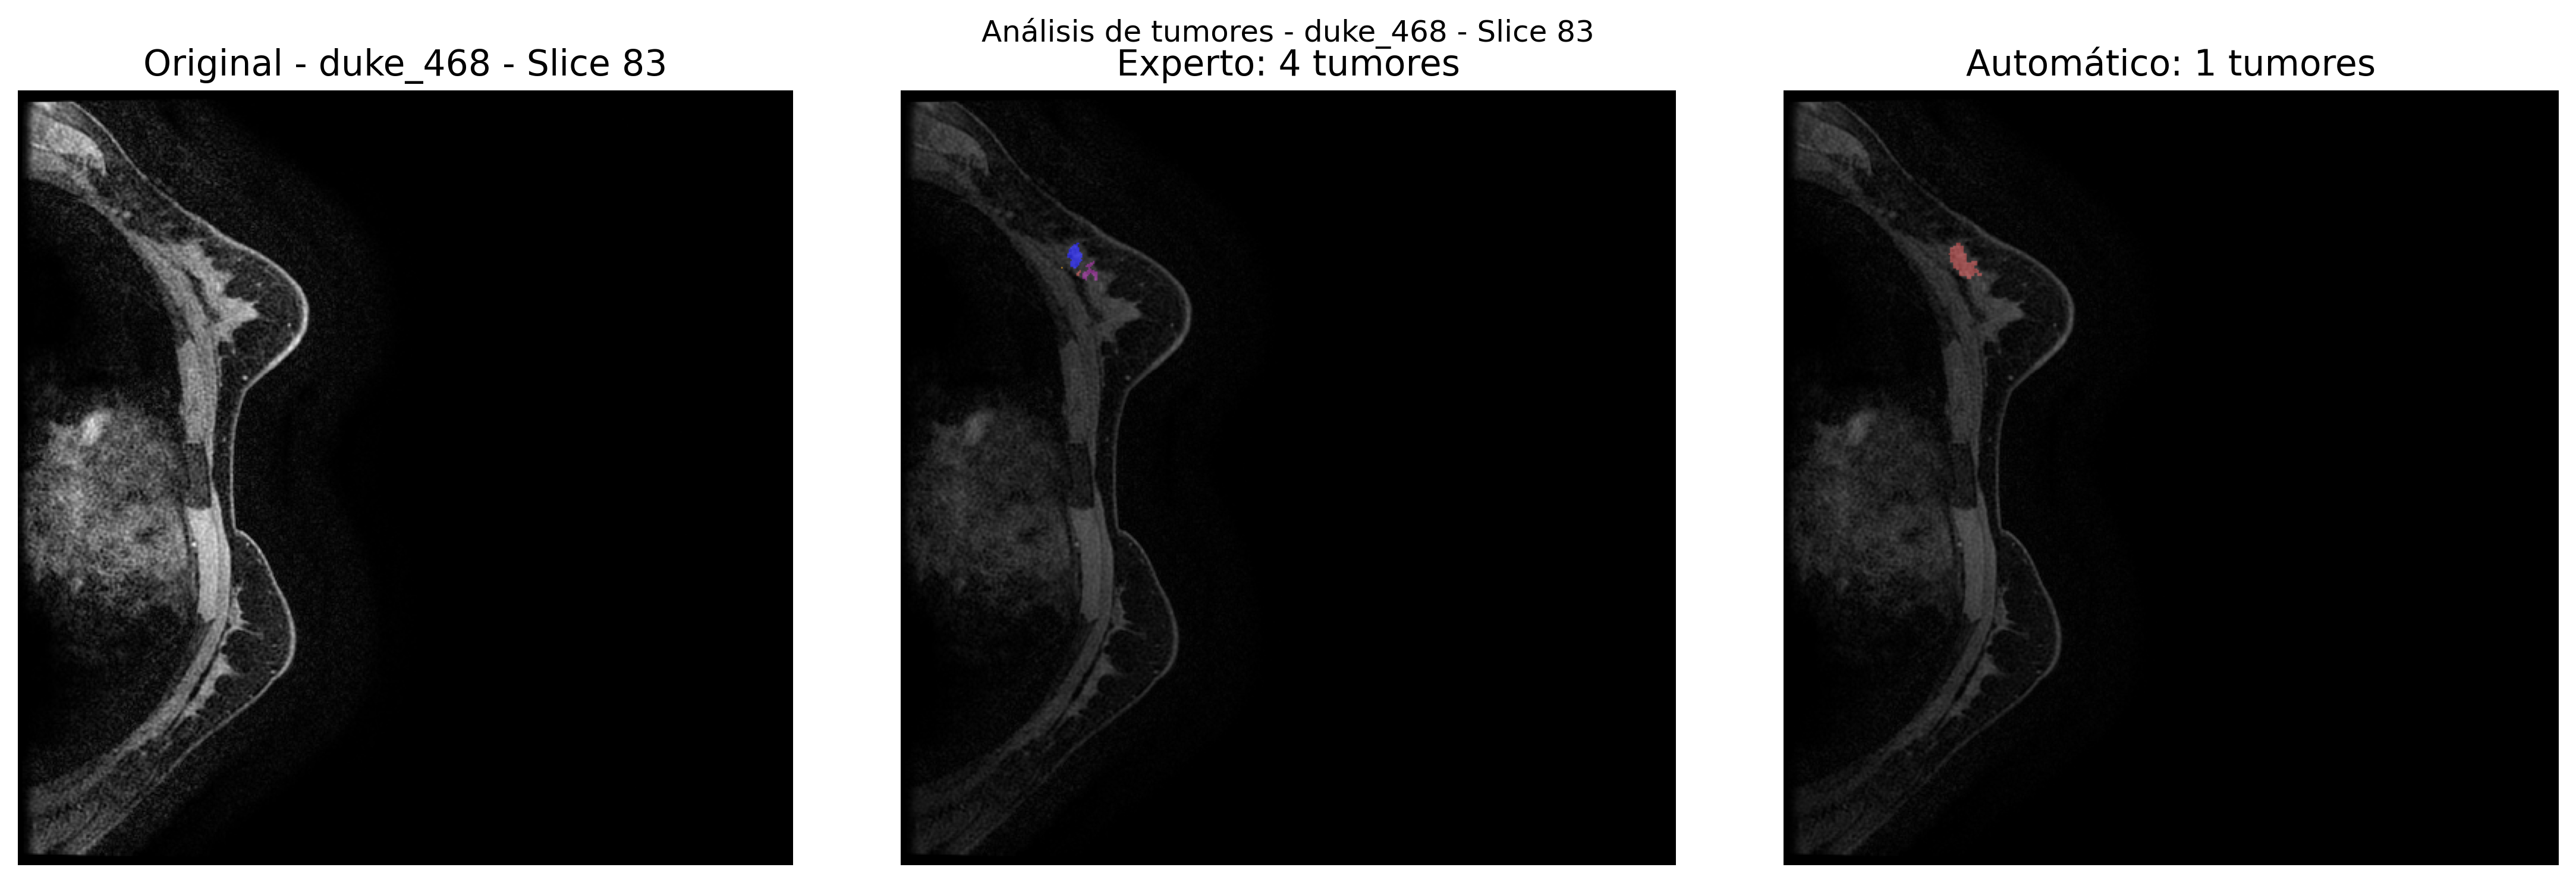 Análisis de tumores - duke_468 - Slice 83
Original - duke_468 - Slice 83
Experto: 4 tumores
Automático: 1 tumores